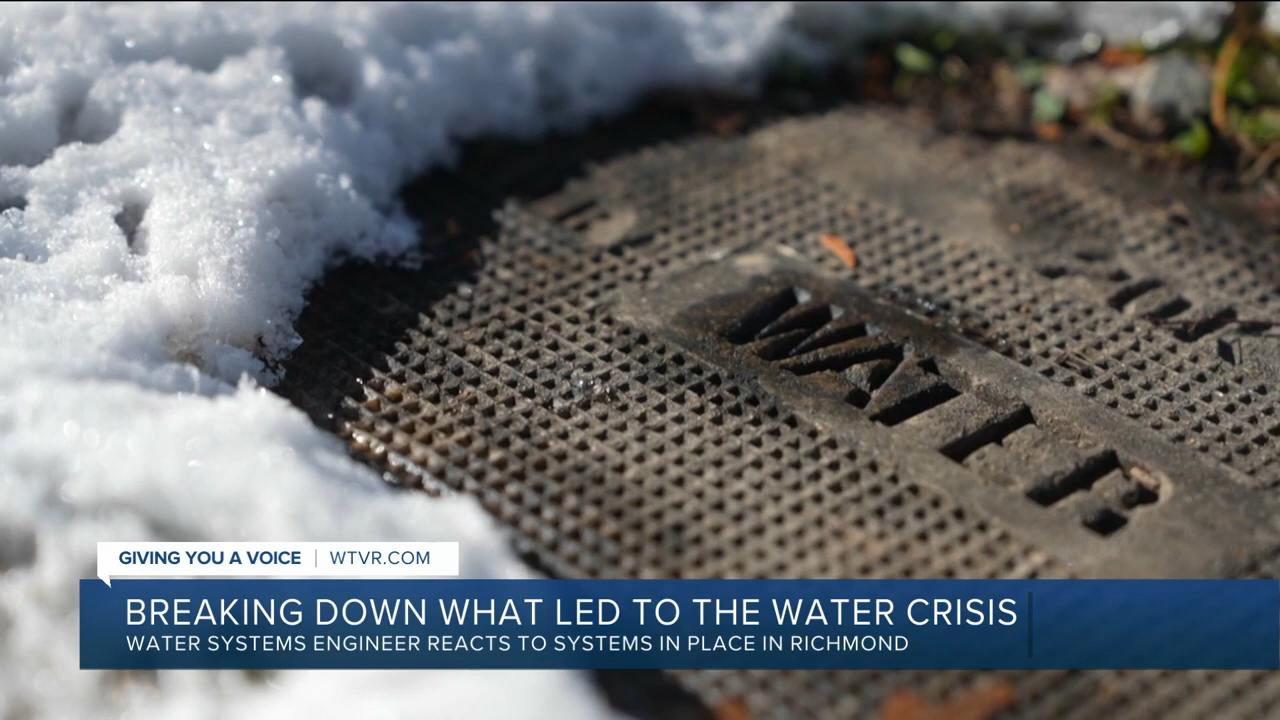 WATER
GIVING YOU A VOICE | WTVR.COM
BREAKING DOWN WHAT LED TO THE WATER CRISIS
WATER SYSTEMS ENGINEER REACTS TO SYSTEMS IN PLACE IN RICHMOND